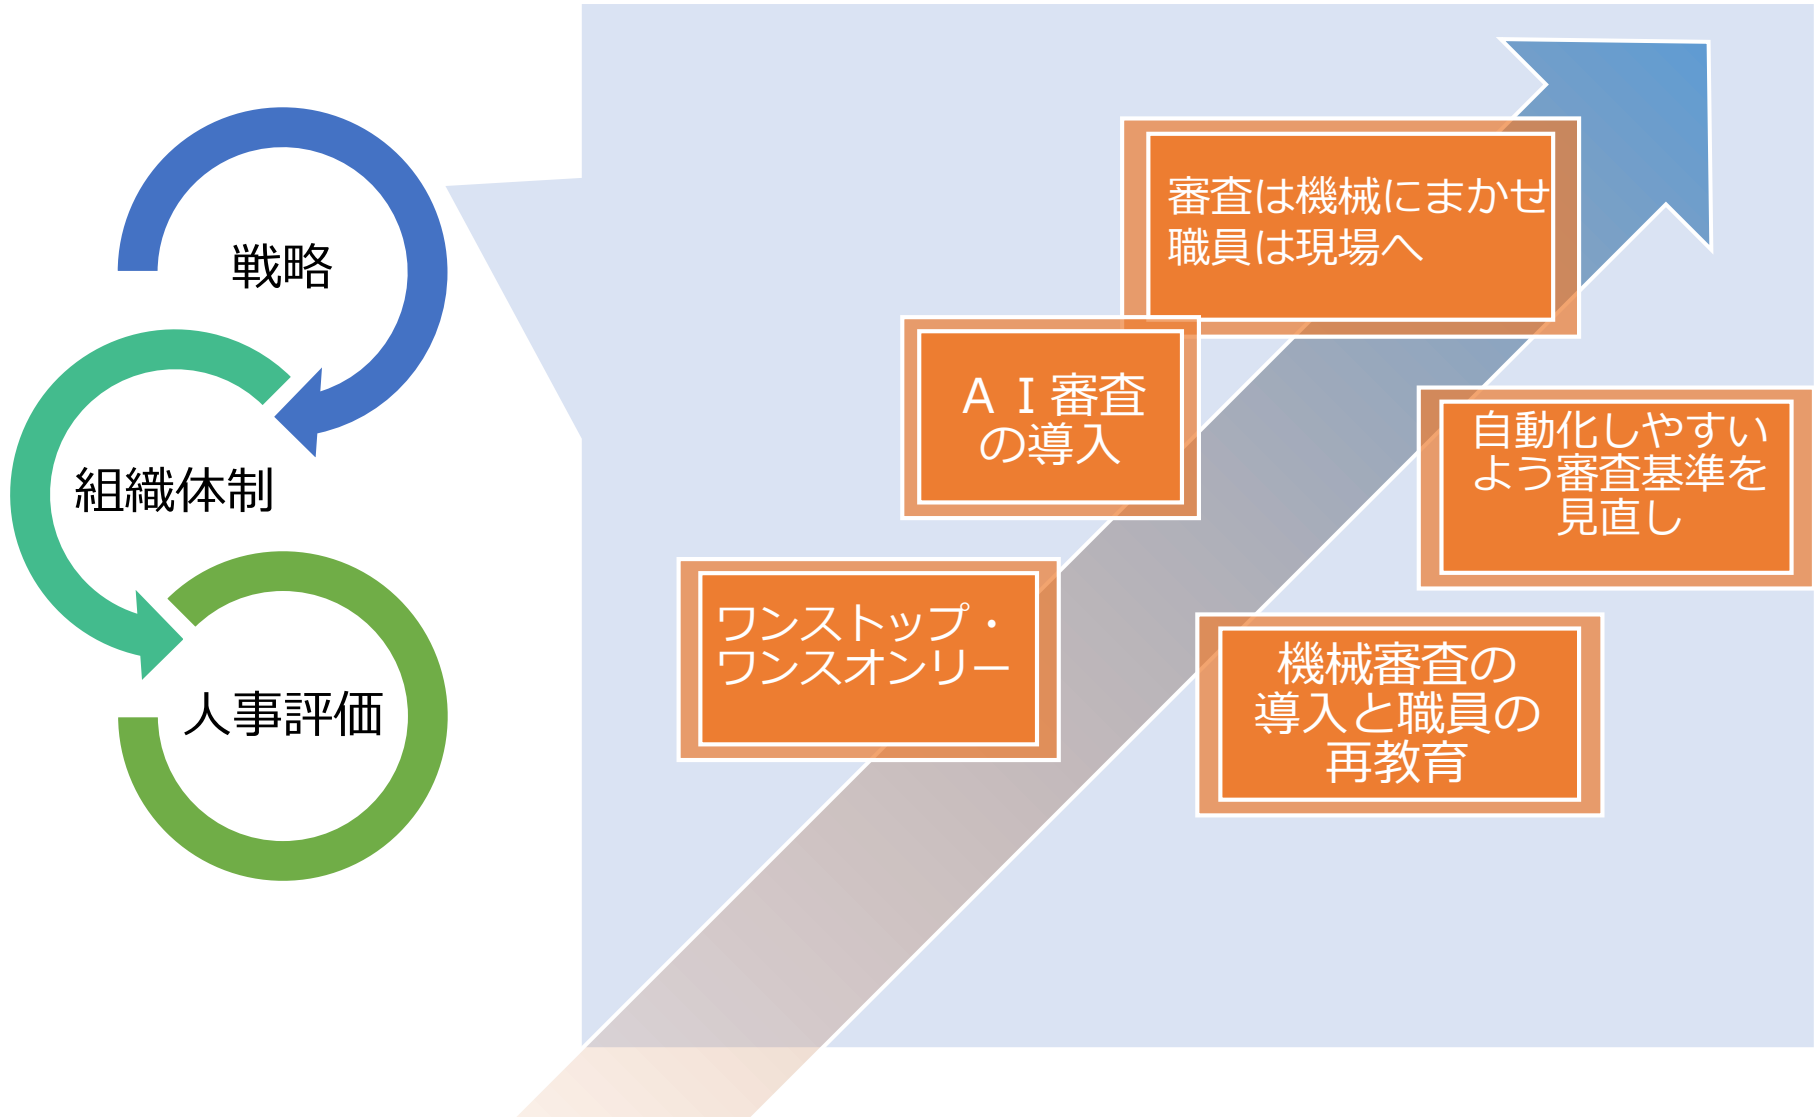 戦略
組織体制
人事評価
審査は機械にまかせ
職員は現場へ
ＡＩ審査
の導入
自動化しやすい
よう審査基準を
見直し
ワンストップ・
ワンスオンリー
機械審査の
導入と職員の
再教育